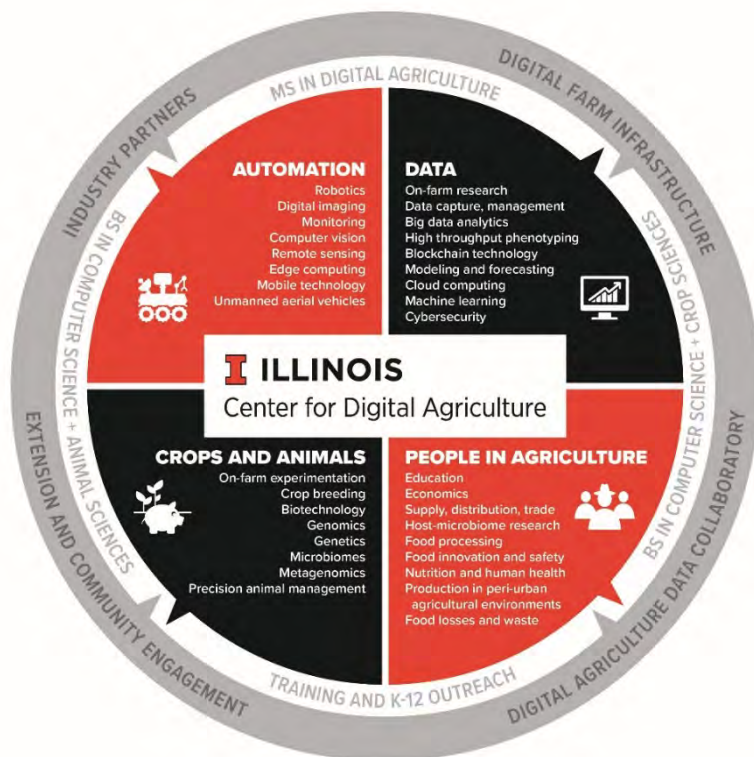 INDUSTRY PARTNERS
DIGITAL FARM INFRASTRUCTURE
MS IN DIGITAL AGRICULTURE
BS IN COMPUTER SCIENCE + ANIMAL SCIENCES
BS IN COMPUTER SCIENCE + CROP SCIENCES
AUTOMATION
Robotics
Digital imaging
Monitoring
Computer vision
Remote sensing
Edge computing
Mobile technology
Unmanned aerial vehicles
DATA
On-farm research
Data capture, management
Big data analytics
High throughput phenotyping
Blockchain technology
Modeling and forecasting
Cloud computing
Machine learning
Cybersecurity
I ILLINOIS
Center for Digital Agriculture
CROPS AND ANIMALS
On-farm experimentation
Crop breeding
Biotechnology
Genomics
Genetics
Microbiomes
Metagenomics
Precision animal management
PEOPLE IN AGRICULTURE
Education
Economics
Supply, distribution, trade
Host-microbiome research
Food processing
Food innovation and safety
Nutrition and human health
Production in peri-urban
agricultural environments
Food losses and waste
TRAINING AND K-12 OUTREACH
EXTENSION AND COMMUNITY ENGAGEMENT
DIGITAL AGRICULTURE DATA COLLABORATORY